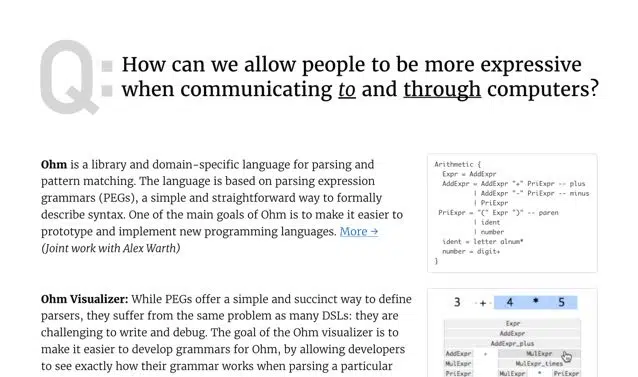 Q:
How can we allow people to be more expressive
when communicating to and through computers?
Ohm is a library and domain-specific language for parsing and
pattern matching. The language is based on parsing expression
grammars (PEGs), a simple and straightforward way to formally
describe syntax. One of the main goals of Ohm is to make it easier to
prototype and implement new programming languages. More →
(Joint work with Alex Warth)
Arithmetic {
Expr = AddExpr
AddExpr = AddExpr "+" PriExpr -- plus
| AddExpr "-" PriExpr -- minus
| PriExpr
PriExpr = "(" Expr ")" -- paren
| ident
| number
ident = letter alnum*
number = digit+
}
Ohm Visualizer: While PEGs offer a simple and succinct way to define
parsers, they suffer from the same problem as many DSLs: they are
challenging to write and debug. The goal of the Ohm visualizer is to
make it easier to develop grammars for Ohm, by allowing developers
to see exactly how their grammar works when parsing a particular
3 + 4 * 5
Expr
AddExpr
AddExpr_plus
AddExpr + MulExpr
MulExpr MulExpr_times
PriExpr MulExpr * PriExpr